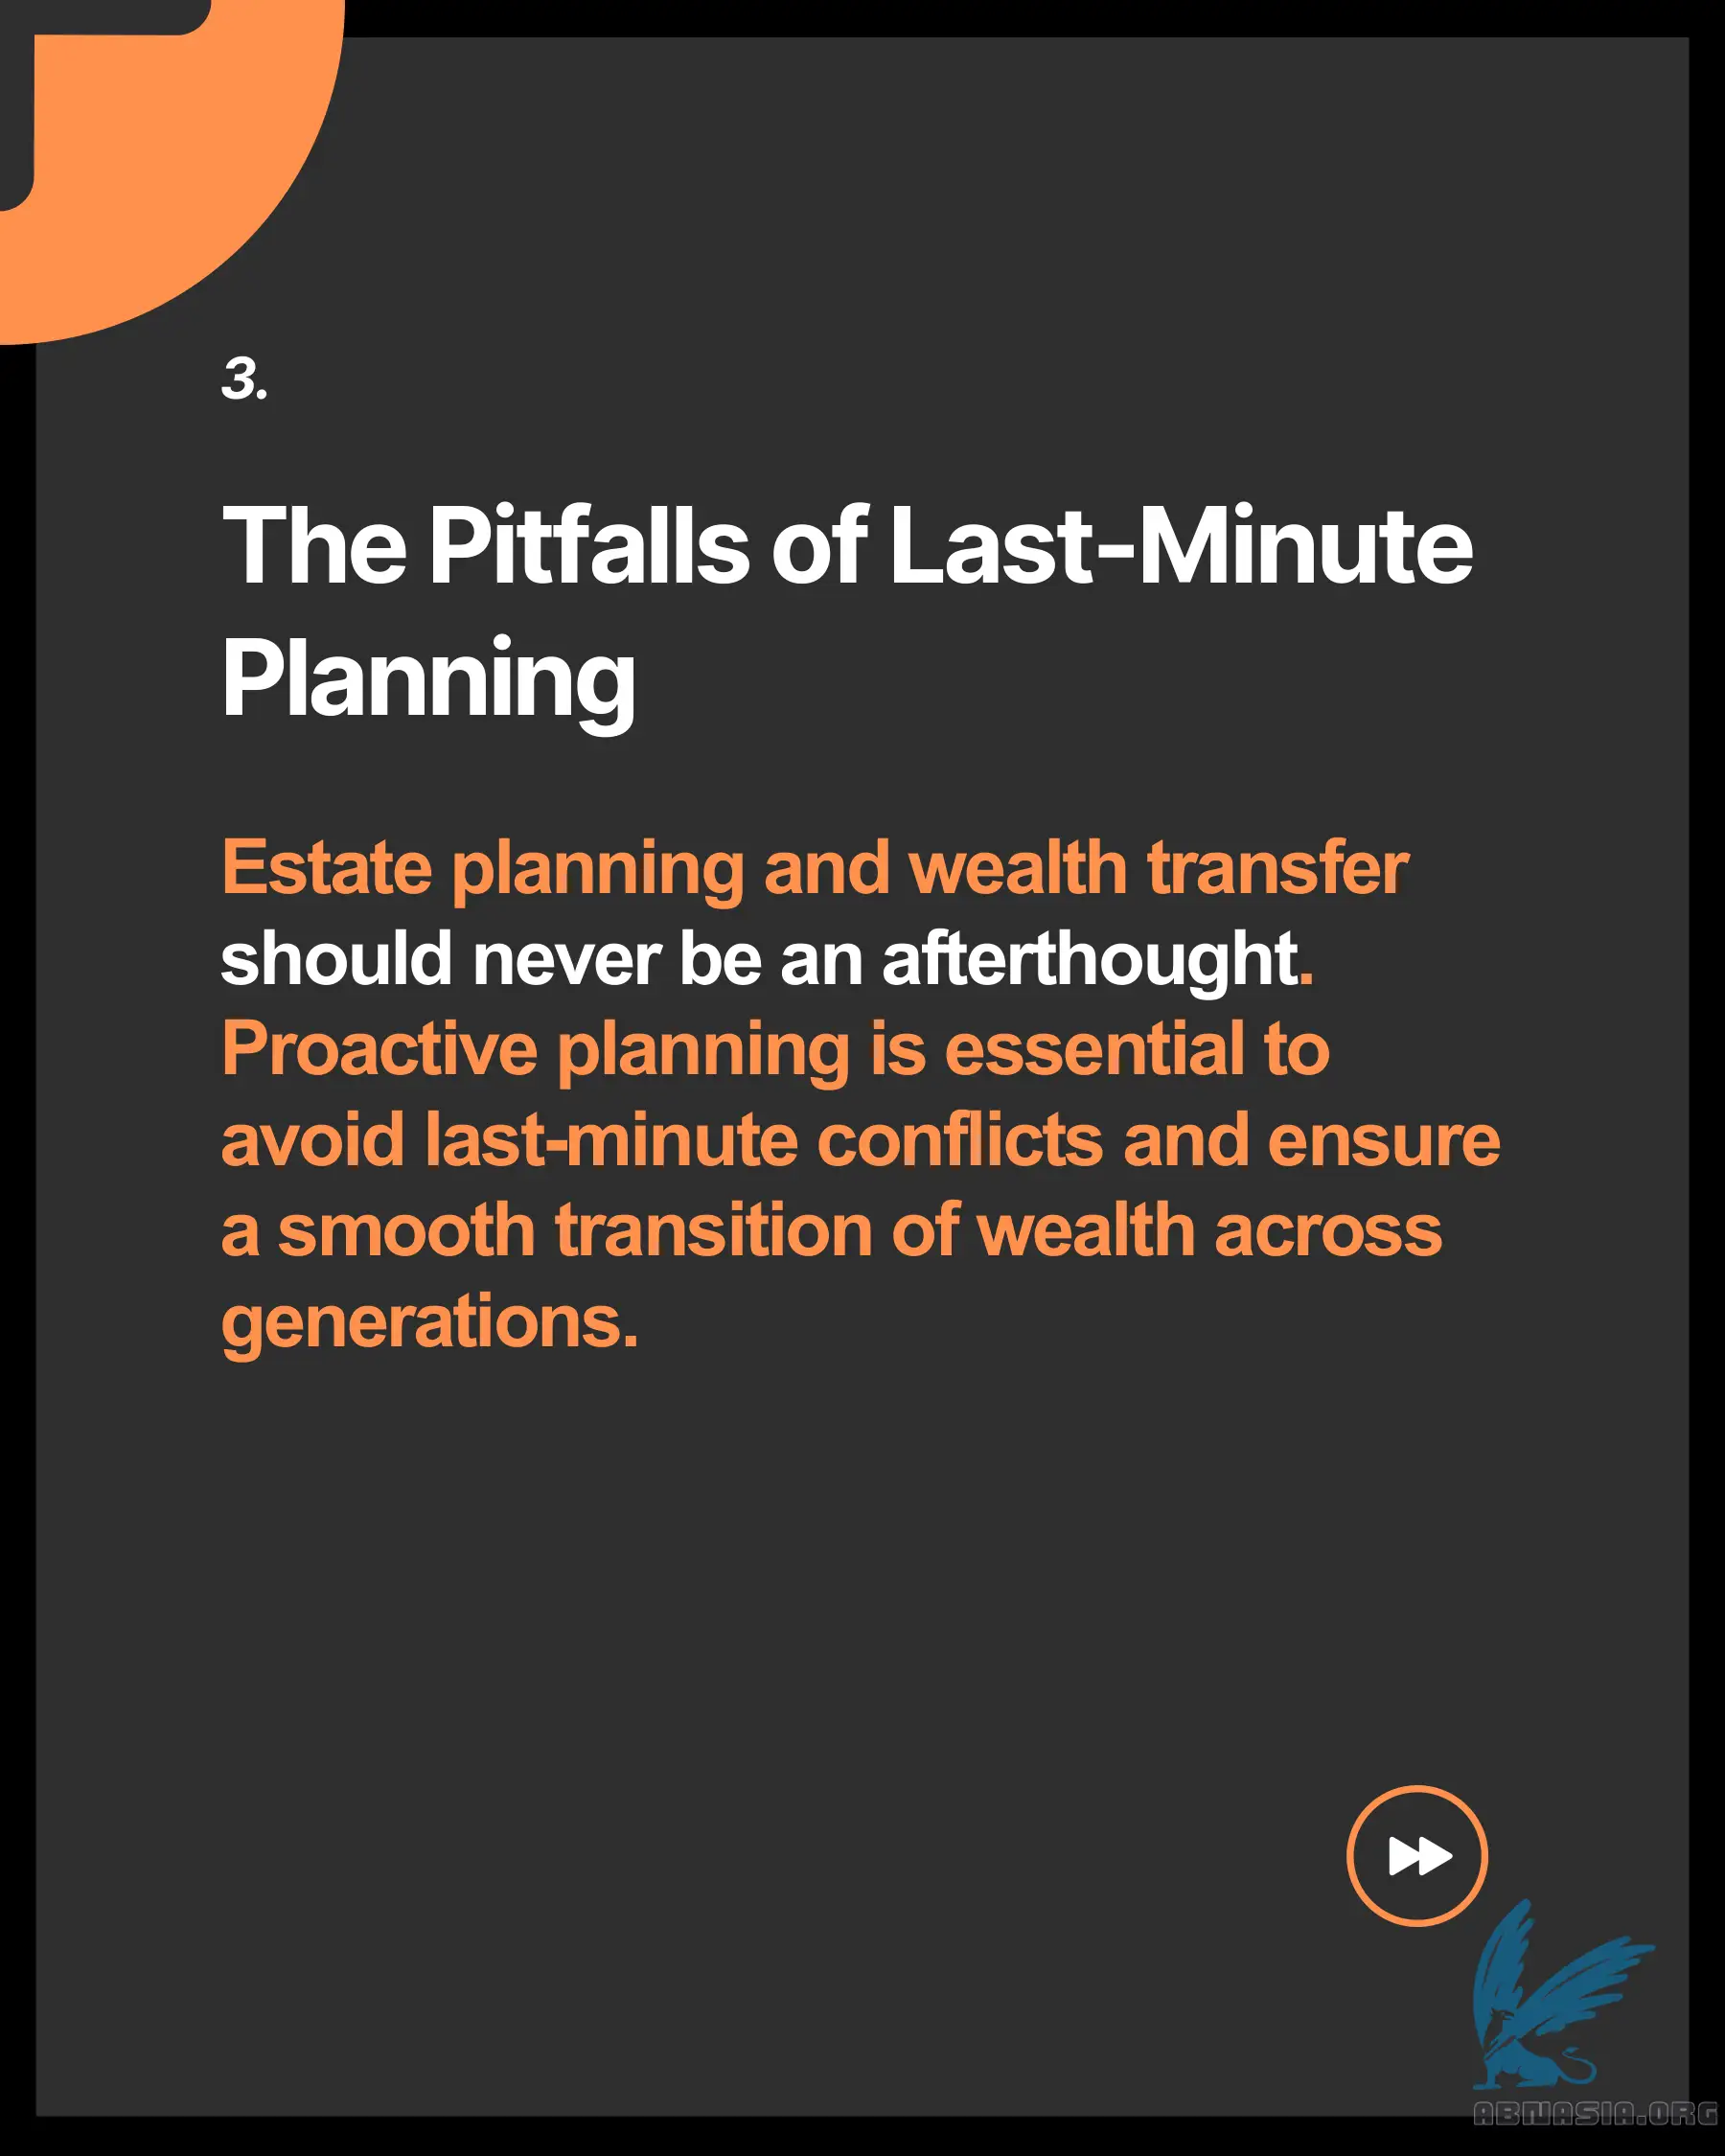 3.
The Pitfalls of Last-Minute
Planning
Estate planning and wealth transfer
should never be an afterthought.
Proactive planning is essential to
avoid last-minute conflicts and ensure
a smooth transition of wealth across
generations.
ABNASIA.ORG